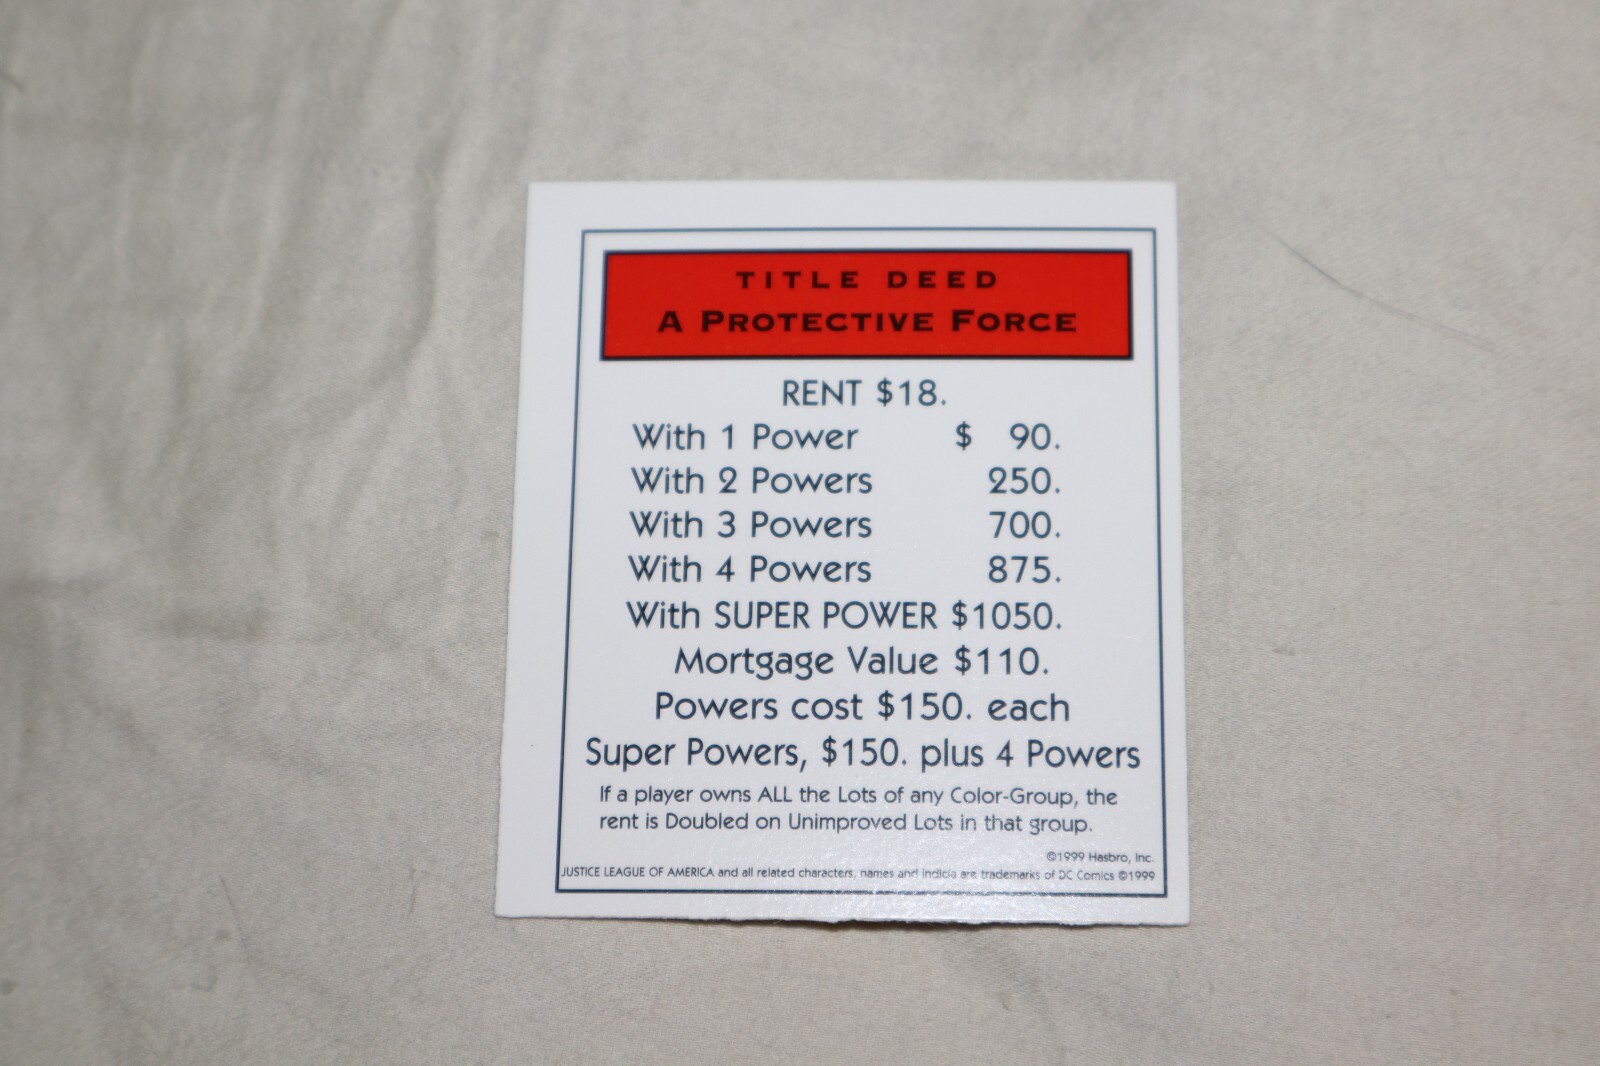 TITLE DEED
A PROTECTIVE FORCE
RENT $18.
With 1 Power $ 90.
With 2 Powers 250.
With 3 Powers 700.
With 4 Powers 875.
With SUPER POWER $1050.
Mortgage Value $110.
Powers cost $150. each
Super Powers, $150. plus 4 Powers
If a player owns ALL the Lots of any Color-Group, the
rent is Doubled on Unimproved Lots in that group.
©1999 Hasbro, Inc.
JUSTICE LEAGUE OF AMERICA and all related characters, names and indicia are trademarks of DC Comics ©1999